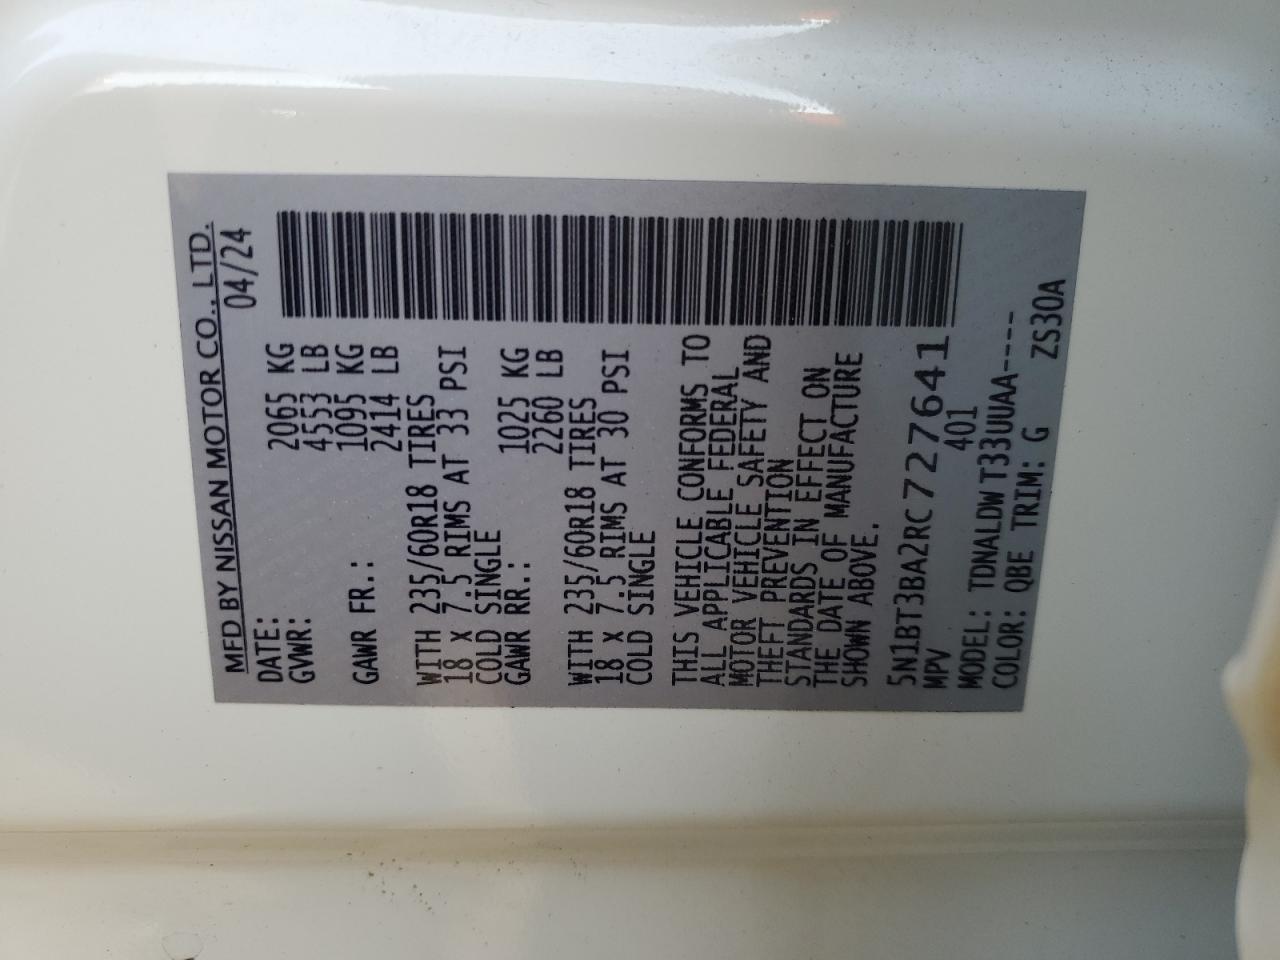 MFD BY NISSAN MOTOR CO., LTD.
DATE: 04/24
GVWR: 2065 KG
4553 LB
GAWR FR.: 1095 KG
2414 LB
WITH 235/60R18 TIRES
18 X 7.5 RIMS AT 33 PSI
COLD SINGLE
GAWR RR.: 1025 KG
2260 LB
WITH 235/60R18 TIRES
18 X 7.5 RIMS AT 30 PSI
COLD SINGLE
THIS VEHICLE CONFORMS TO
ALL APPLICABLE FEDERAL
MOTOR VEHICLE SAFETY AND
THEFT PREVENTION
STANDARDS IN EFFECT ON
THE DATE OF MANUFACTURE
SHOWN ABOVE.
5N1BT3BA2RC727641
MPV 401
MODEL: TDNALDWT33UUAA----
COLOR: QBE TRIM: G ZS30A